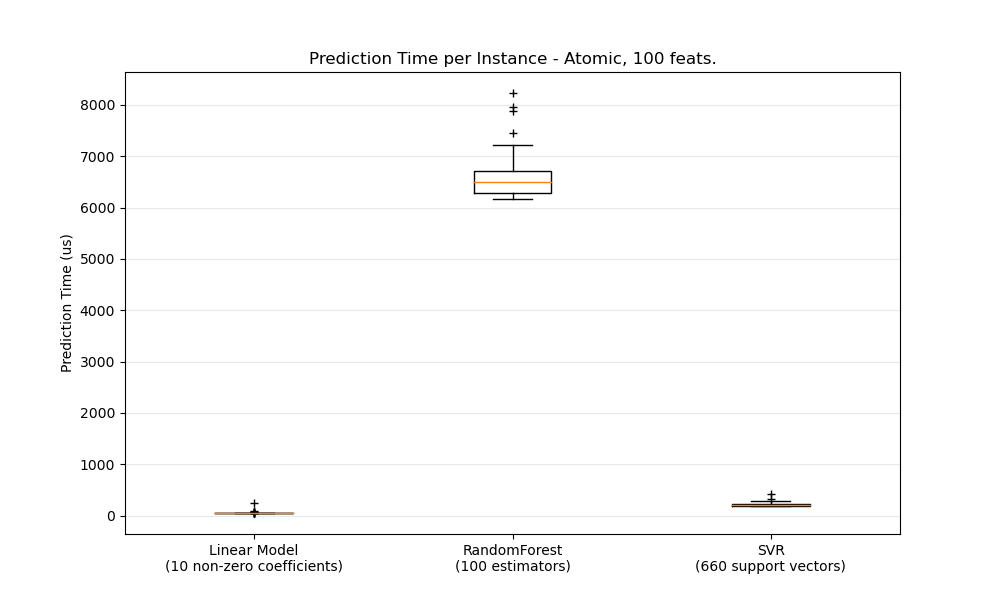 Prediction Time per Instance - Atomic, 100 feats.
Prediction Time (us)
8000
7000
6000
5000
4000
3000
2000
1000
0
Linear Model
(10 non-zero coefficients)
RandomForest
(100 estimators)
SVR
(660 support vectors)